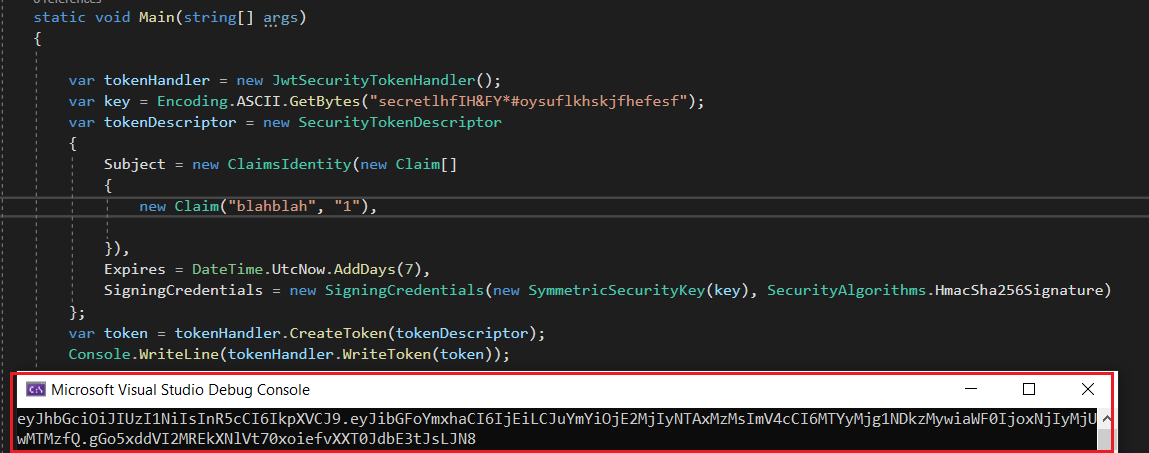 static void Main(string[] args)
{
var tokenHandler = new JwtSecurityTokenHandler();
var key = Encoding.ASCII.GetBytes("secretlhfIH&FY*#oysuflkhskjfhefesf");
var tokenDescriptor = new SecurityTokenDescriptor
{
Subject = new ClaimsIdentity(new Claim[]
{
new Claim("blahblah", "1"),
}),
Expires = DateTime.UtcNow.AddDays(7),
SigningCredentials = new SigningCredentials(new SymmetricSecurityKey(key), SecurityAlgorithms.HmacSha256Signature)
};
var token = tokenHandler.CreateToken(tokenDescriptor);
Console.WriteLine(tokenHandler.WriteToken(token));
C:\ Microsoft Visual Studio Debug Console
eyJhbGciOiJIUzI1NiIsInR5cCI6IkpXVCJ9.eyJibGFoYmxhaCI6IjEiLCJuYmYiOjE2MjIyNTAxMzMsImV4cCI6MTYyMjg1NDkzMywiaWF0IjoxNjIyMjU
wMTMzfQ.gGo5xddVI2MREkXNlVt70xoiefvXXT0JdbE3tJsLJN8